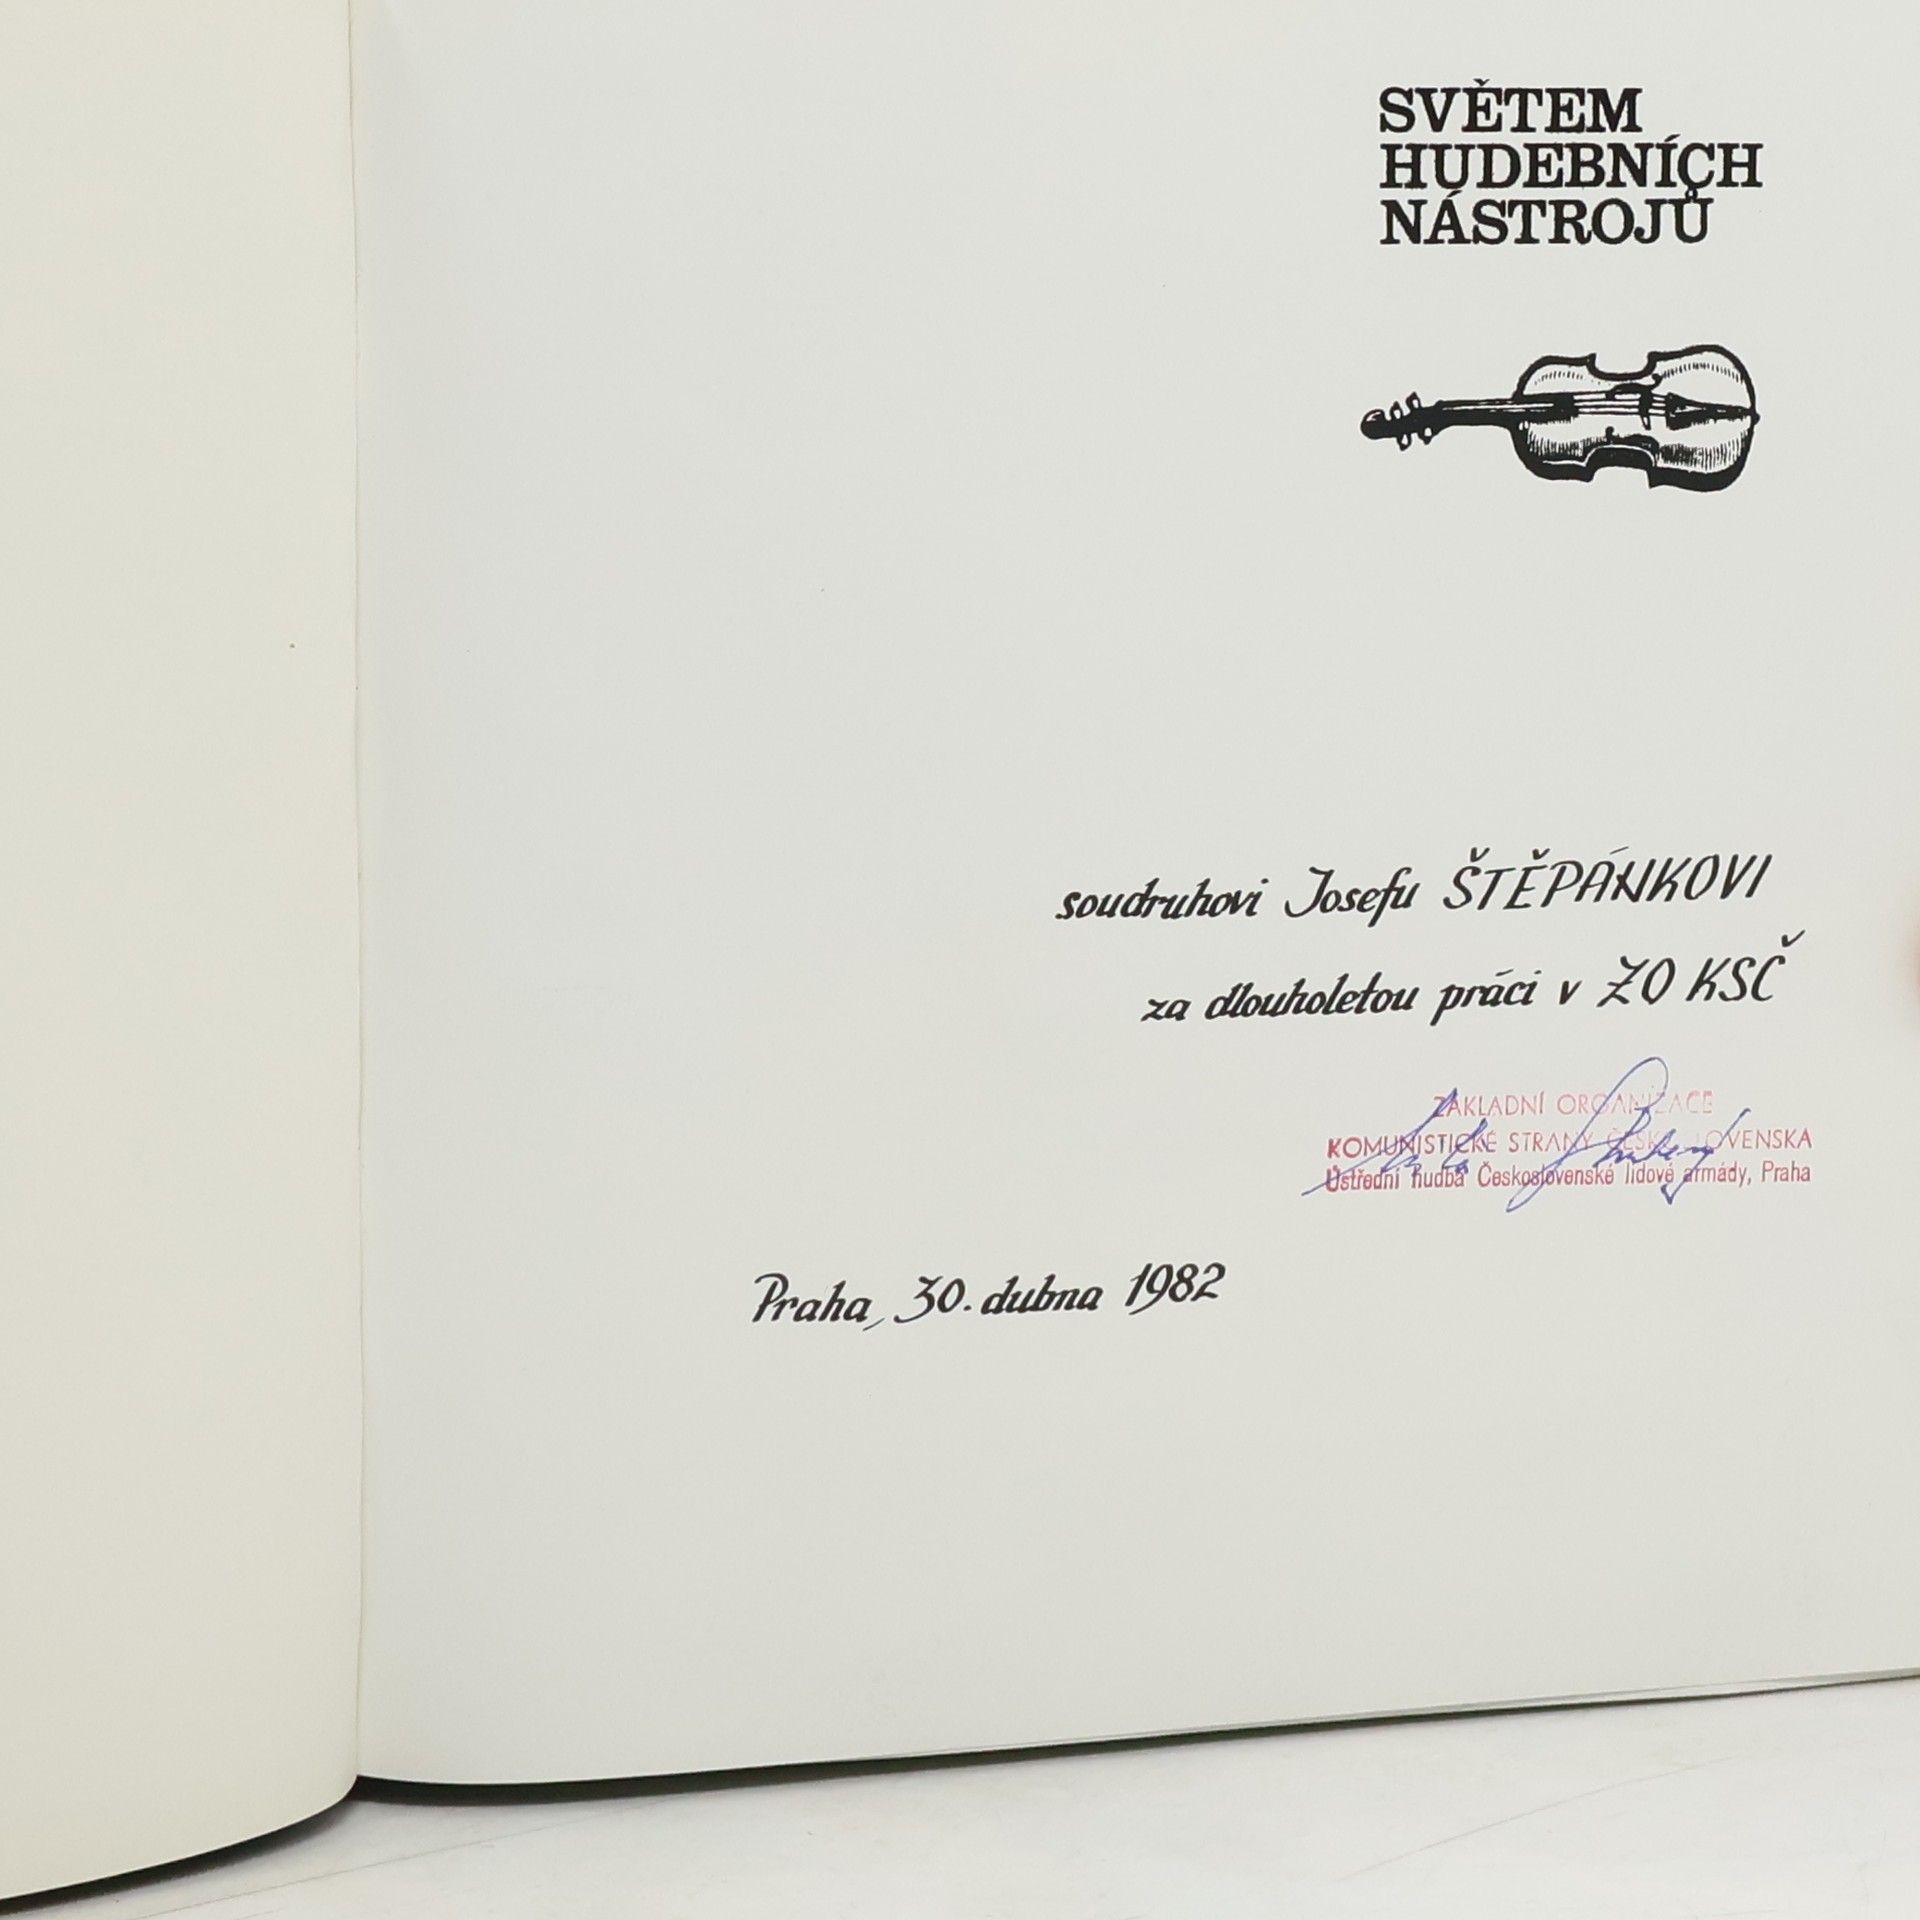 SVĚTEM
HUDEBNÍCH
NÁSTROJŮ
soudruhovi Josefu ŠTĚPÁNKOVI
za dlouholetou práci v ZO KSČ
ZÁKLADNÍ ORGANIZACE
KOMUNISTICKÉ STRANY ČESKOSLOVENSKA
Ústřední hudba Československé lidové armády, Praha
Praha, 30. dubna 1982